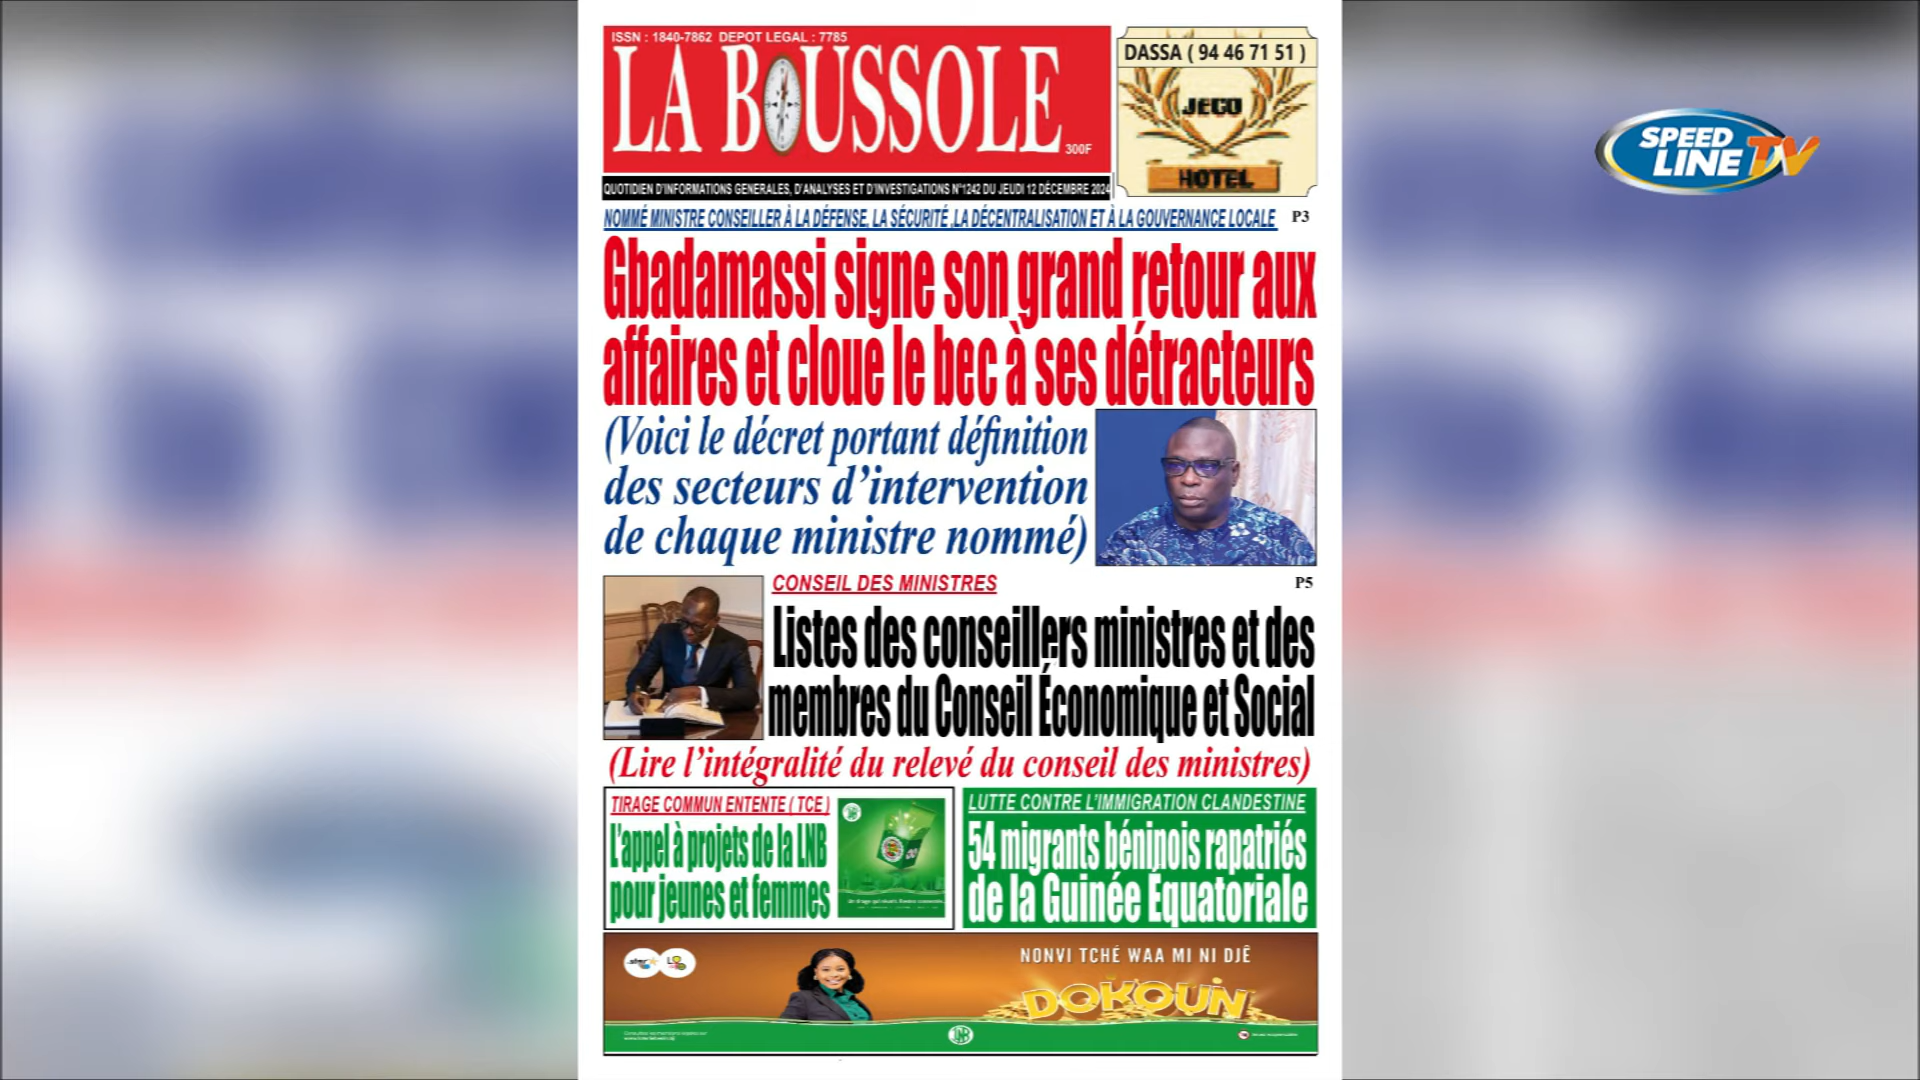 ISSN : 1840-7862 DEPOT LEGAL : 7785
LA BOUSSOLE
300F
DASSA ( 94 46 71 51 )
JECO
HOTEL
QUOTIDIEN D'INFORMATIONS GENERALES, D'ANALYSES ET D'INVESTIGATIONS N°1242 DU JEUDI 12 DÉCEMBRE 2024
SPEED
LINE TV
NOMMÉ MINISTRE CONSEILLER À LA DÉFENSE, LA SÉCURITÉ ,LA DÉCENTRALISATION ET À LA GOUVERNANCE LOCALE P3
Gbadamassi signe son grand retour aux
affaires et cloue le bec à ses détracteurs
(Voici le décret portant définition
des secteurs d'intervention
de chaque ministre nommé)
CONSEIL DES MINISTRES P5
Listes des conseillers ministres et des
membres du Conseil Économique et Social
(Lire l'intégralité du relevé du conseil des ministres)
TIRAGE COMMUN ENTENTE ( TCE )
L'appel à projets de la LNB
pour jeunes et femmes
LUTTE CONTRE L'IMMIGRATION CLANDESTINE
54 migrants béninois rapatriés
de la Guinée Équatoriale
NONVI TCHÉ WAA MI NI DJÊ
DOKOUN
LNB